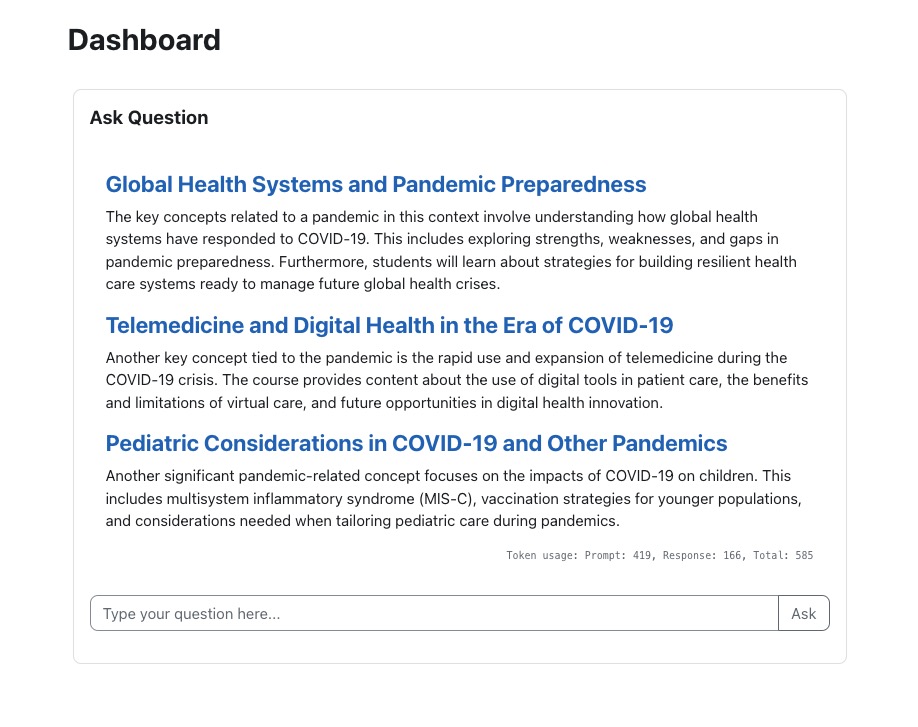 Dashboard
Ask Question
Global Health Systems and Pandemic Preparedness
The key concepts related to a pandemic in this context involve understanding how global health
systems have responded to COVID-19. This includes exploring strengths, weaknesses, and gaps in
pandemic preparedness. Furthermore, students will learn about strategies for building resilient health
care systems ready to manage future global health crises.
Telemedicine and Digital Health in the Era of COVID-19
Another key concept tied to the pandemic is the rapid use and expansion of telemedicine during the
COVID-19 crisis. The course provides content about the use of digital tools in patient care, the benefits
and limitations of virtual care, and future opportunities in digital health innovation.
Pediatric Considerations in COVID-19 and Other Pandemics
Another significant pandemic-related concept focuses on the impacts of COVID-19 on children. This
includes multisystem inflammatory syndrome (MIS-C), vaccination strategies for younger populations,
and considerations needed when tailoring pediatric care during pandemics.
Token usage: Prompt: 419, Response: 166, Total: 585
Type your question here...
Ask